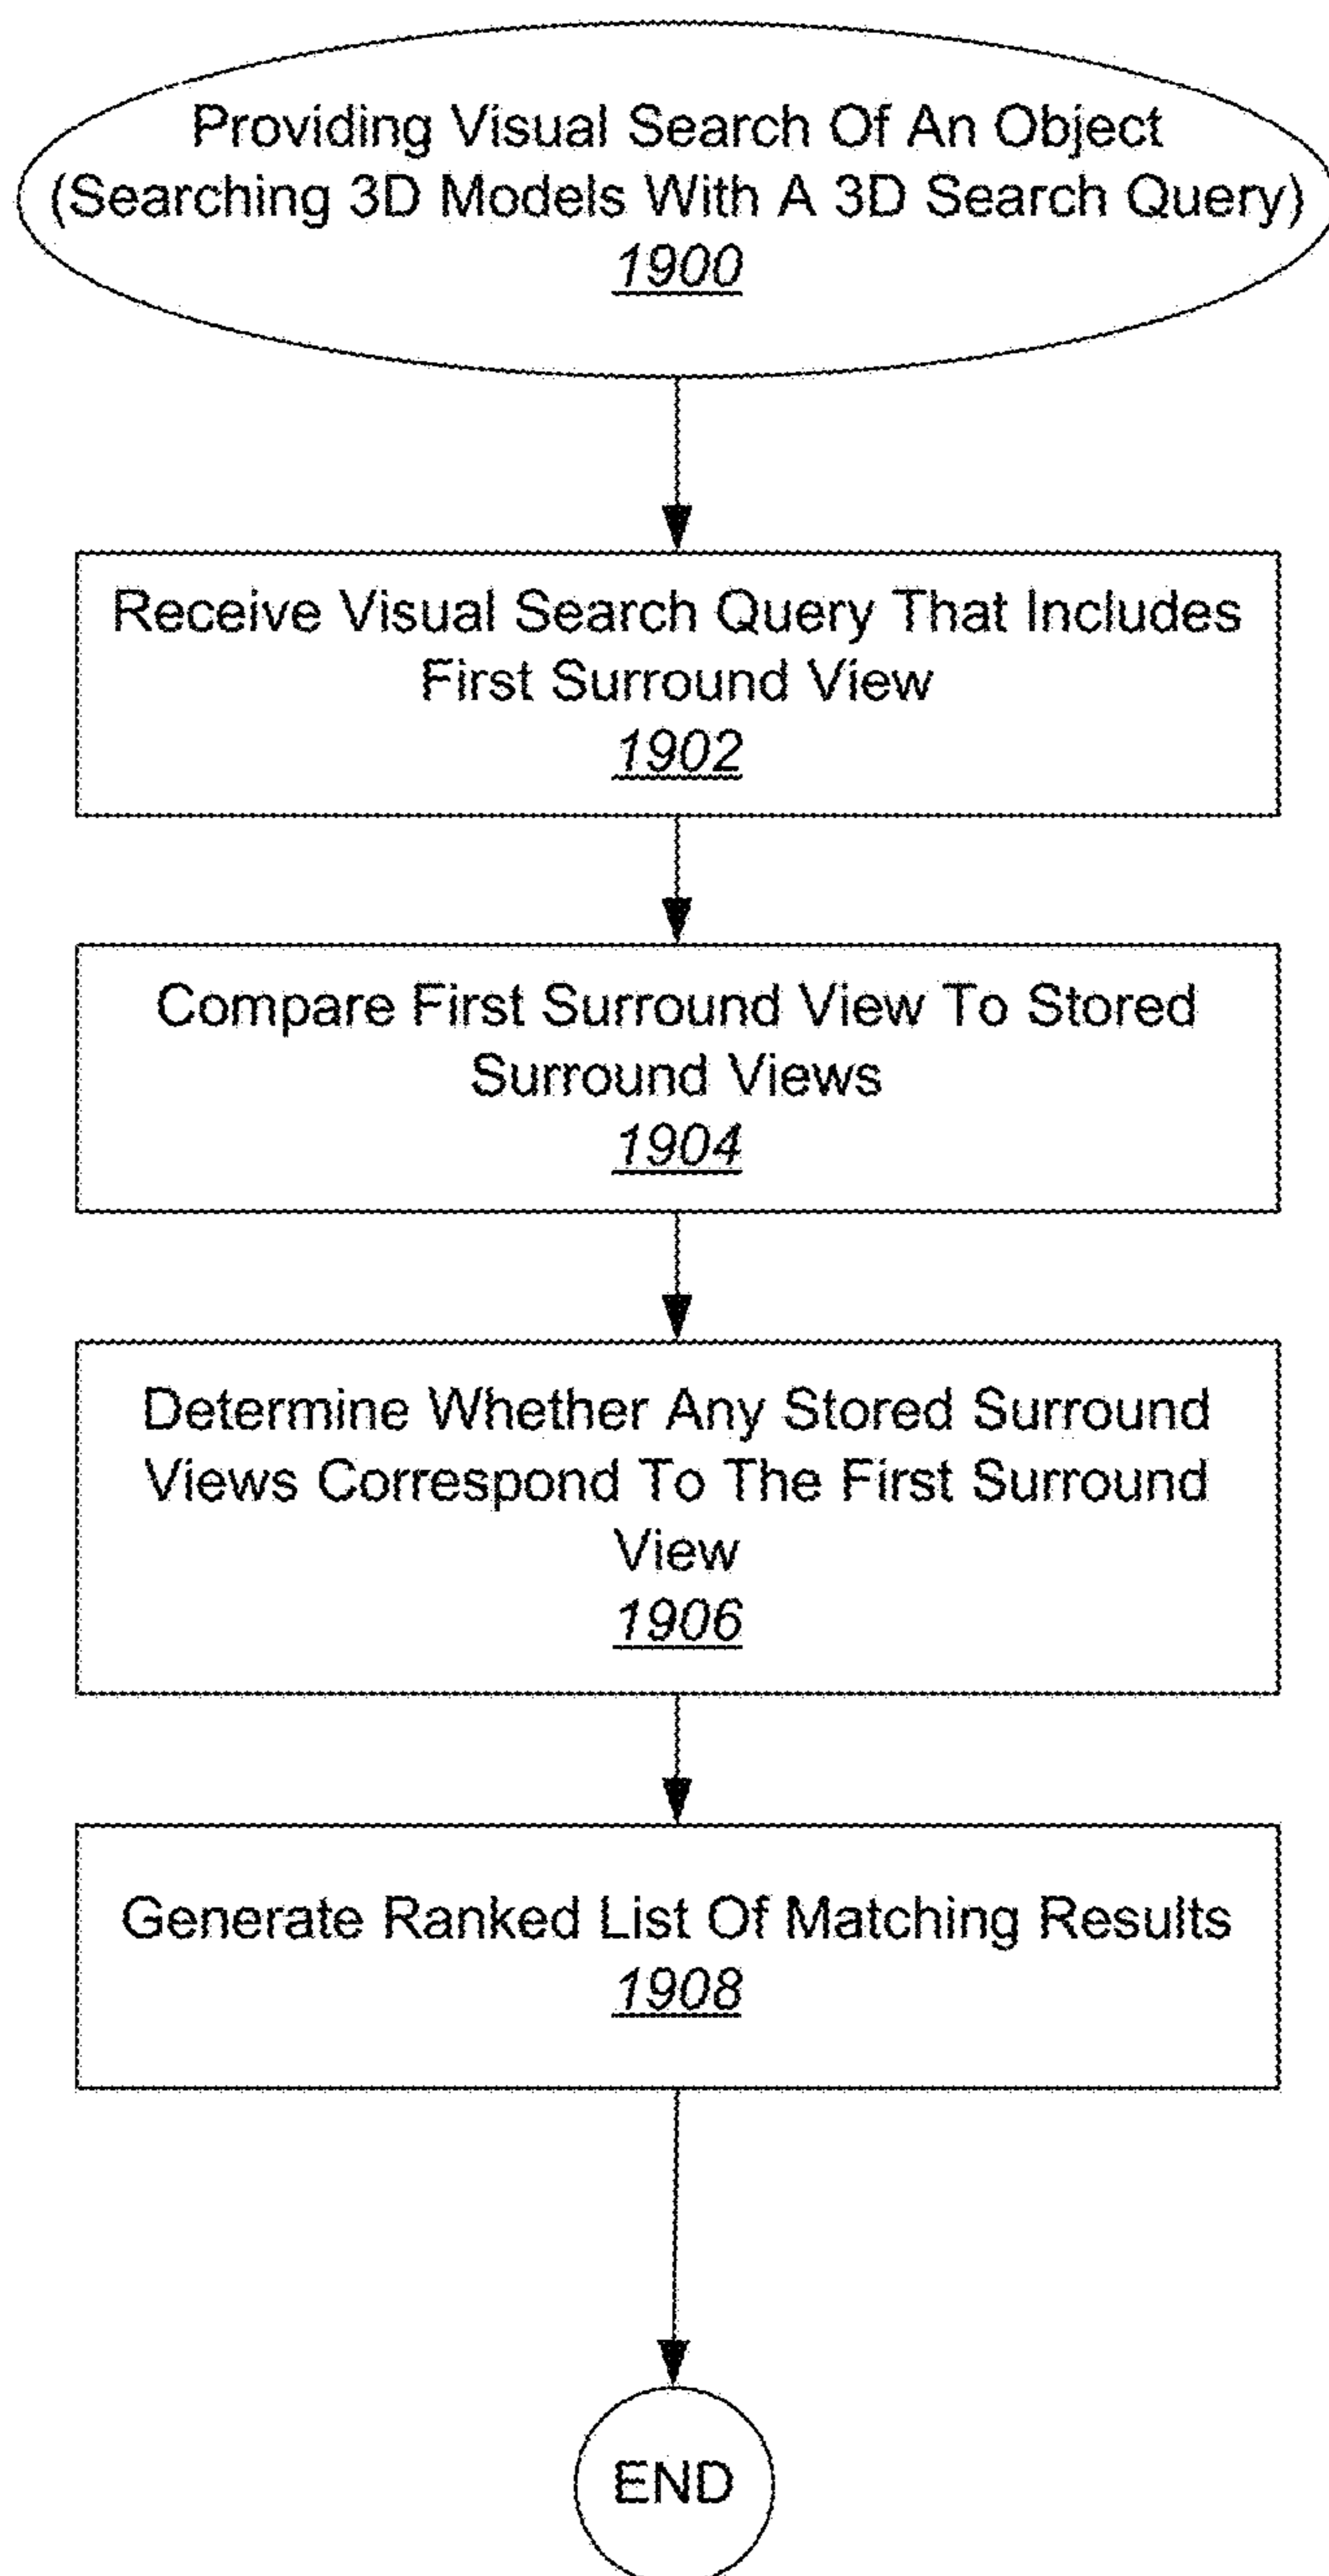 Providing Visual Search Of An Object
(Searching 3D Models With A 3D Search Query)
1900
Receive Visual Search Query That Includes
First Surround View
1902
Compare First Surround View To Stored
Surround Views
1904
Determine Whether Any Stored Surround
Views Correspond To The First Surround
View
1906
Generate Ranked List Of Matching Results
1908
END